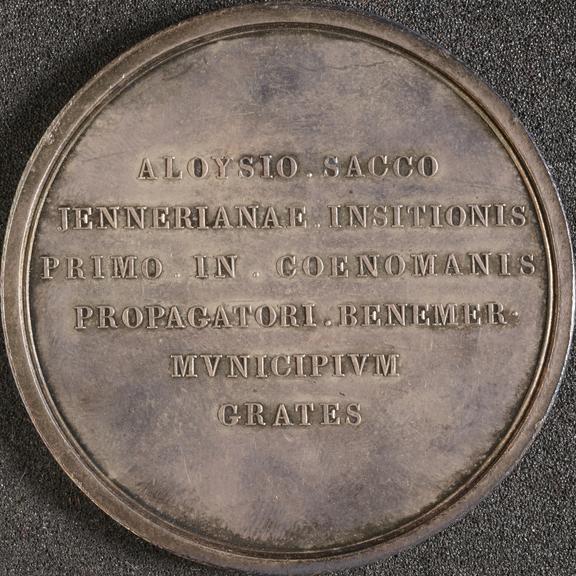 ALOYSIO . SACCO
JENNERIANAE . INSITIONIS
PRIMO . IN . COENOMANIS
PROPAGATORI . BENEMER·
MVNICIPIVM
GRATES